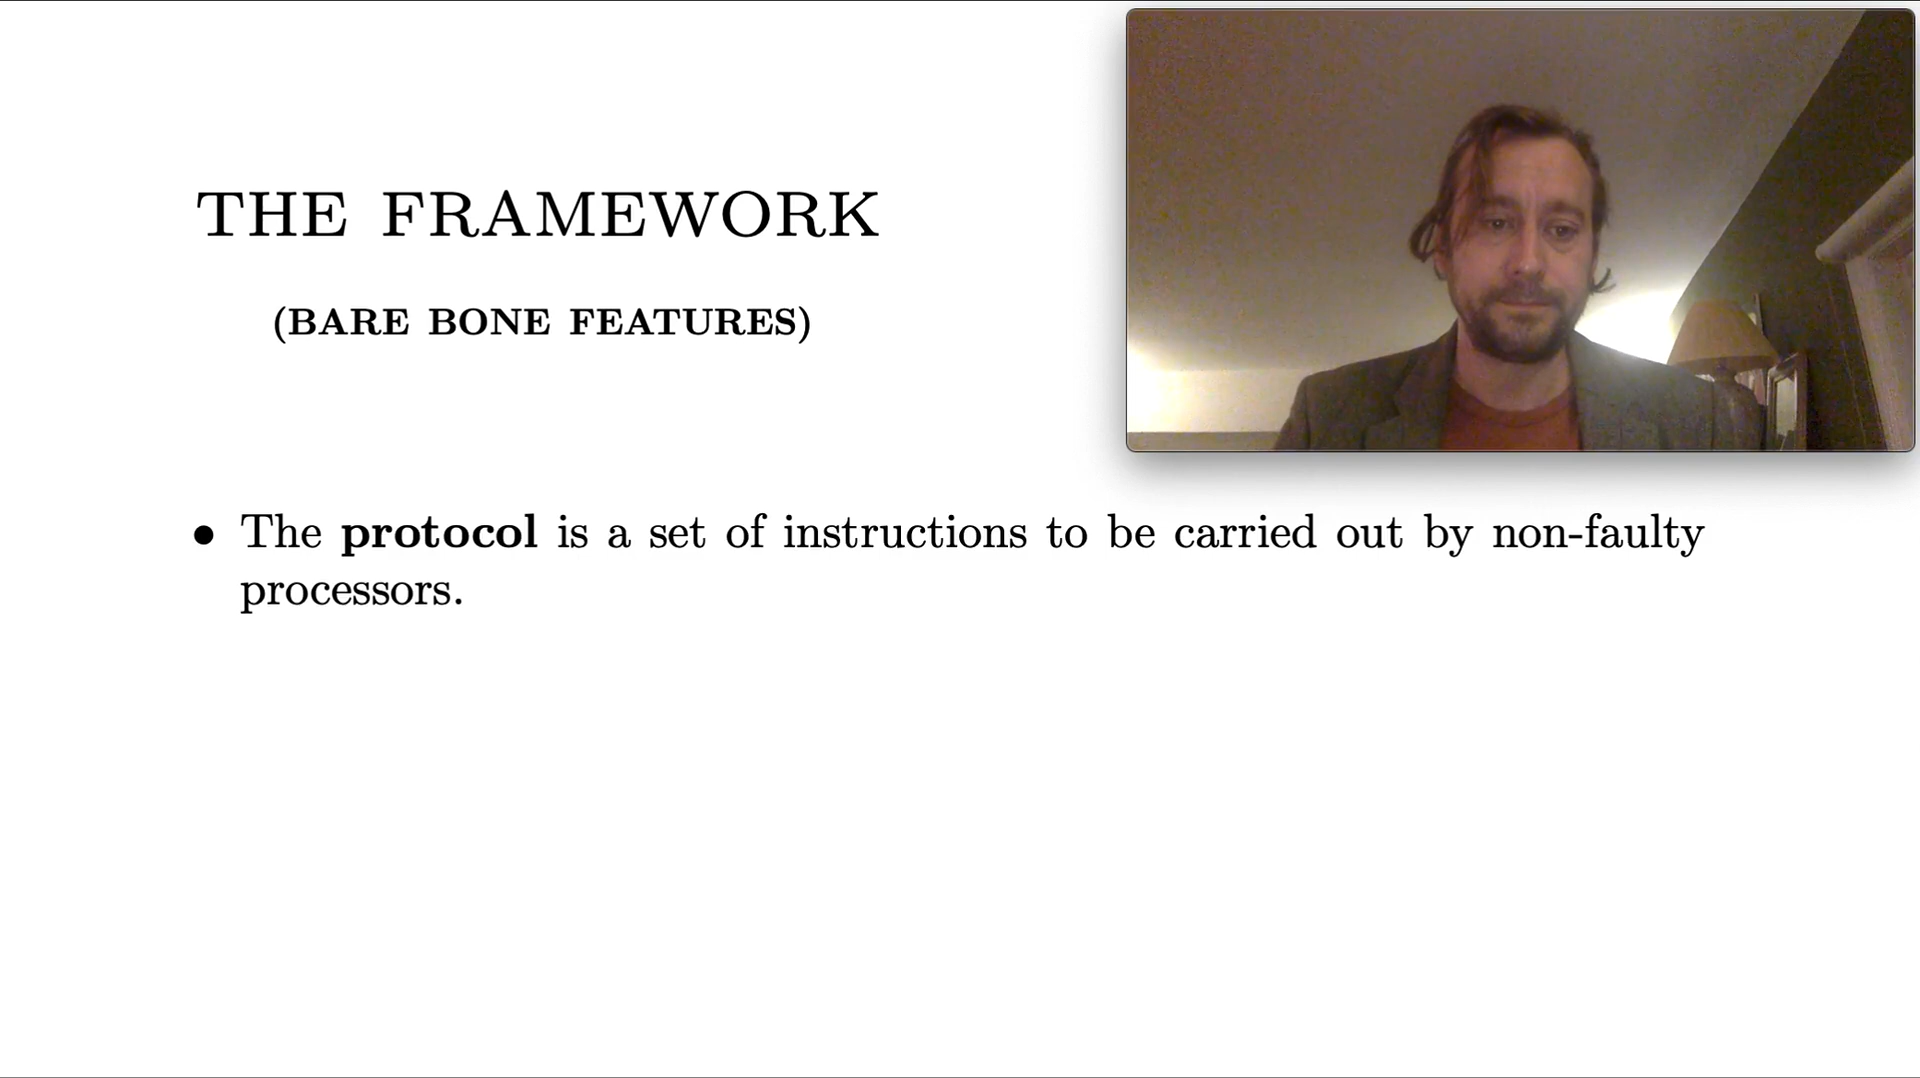 THE FRAMEWORK
(BARE BONE FEATURES)
• The protocol is a set of instructions to be carried out by non-faulty
processors.